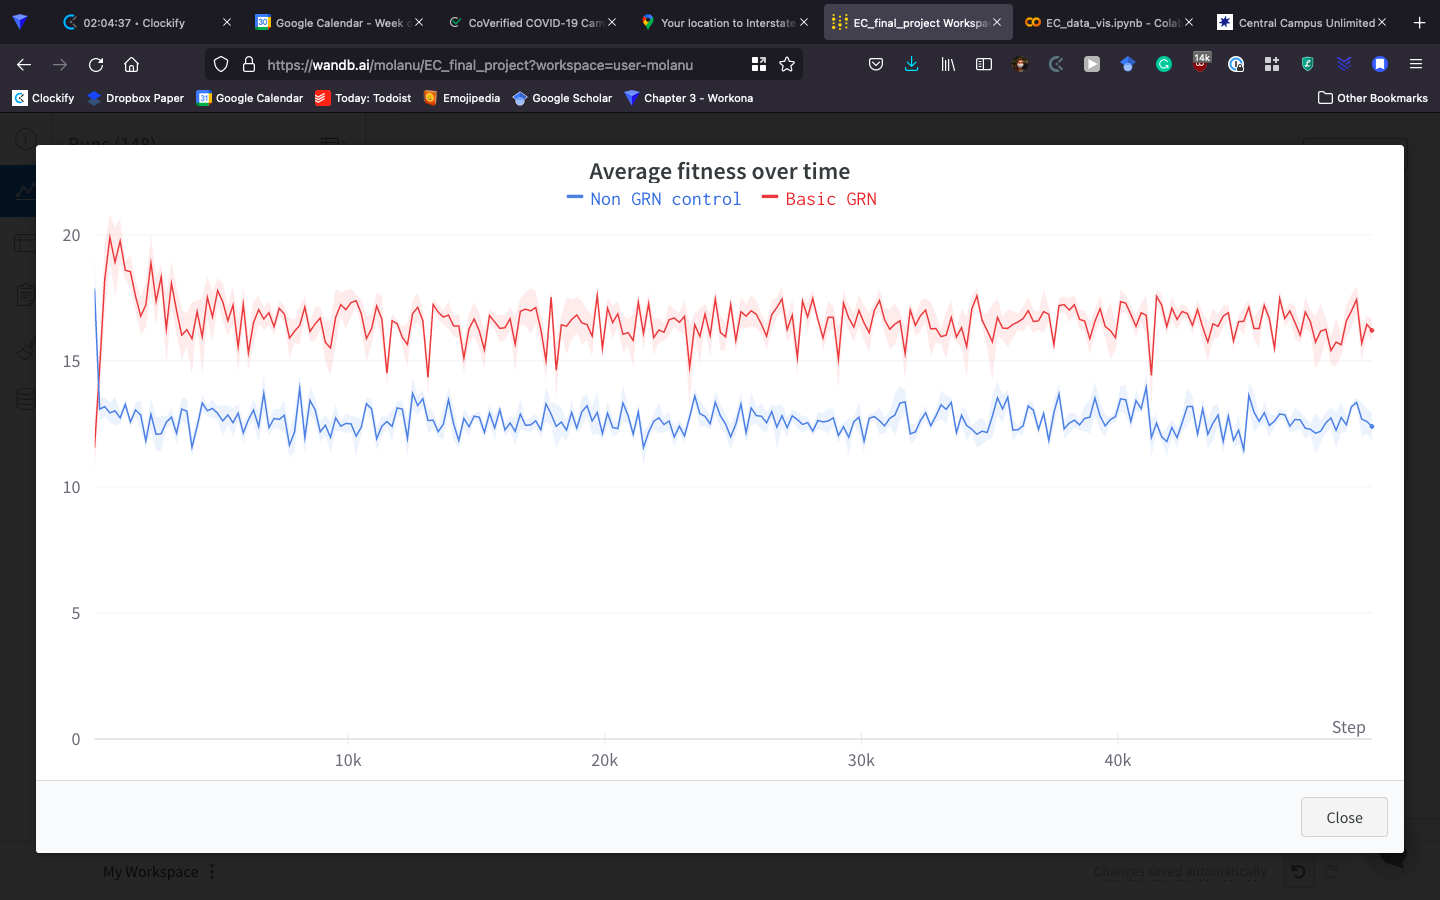 02:04:37 • Clockify
Google Calendar - Week o
CoVerified COVID-19 Cam
Your location to Interstate
EC_final_project Workspa
EC_data_vis.ipynb - Colab
Central Campus Unlimited
https://wandb.ai/molanu/EC_final_project?workspace=user-molanu
14k
Clockify
Dropbox Paper
Google Calendar
Today: Todoist
Emojipedia
Google Scholar
Chapter 3 - Workona
Other Bookmarks
Runs (148)
Average fitness over time
Non GRN control
Basic GRN
20
15
10
5
0
Step
10k
20k
30k
40k
Close
My Workspace
Changes saved automatically